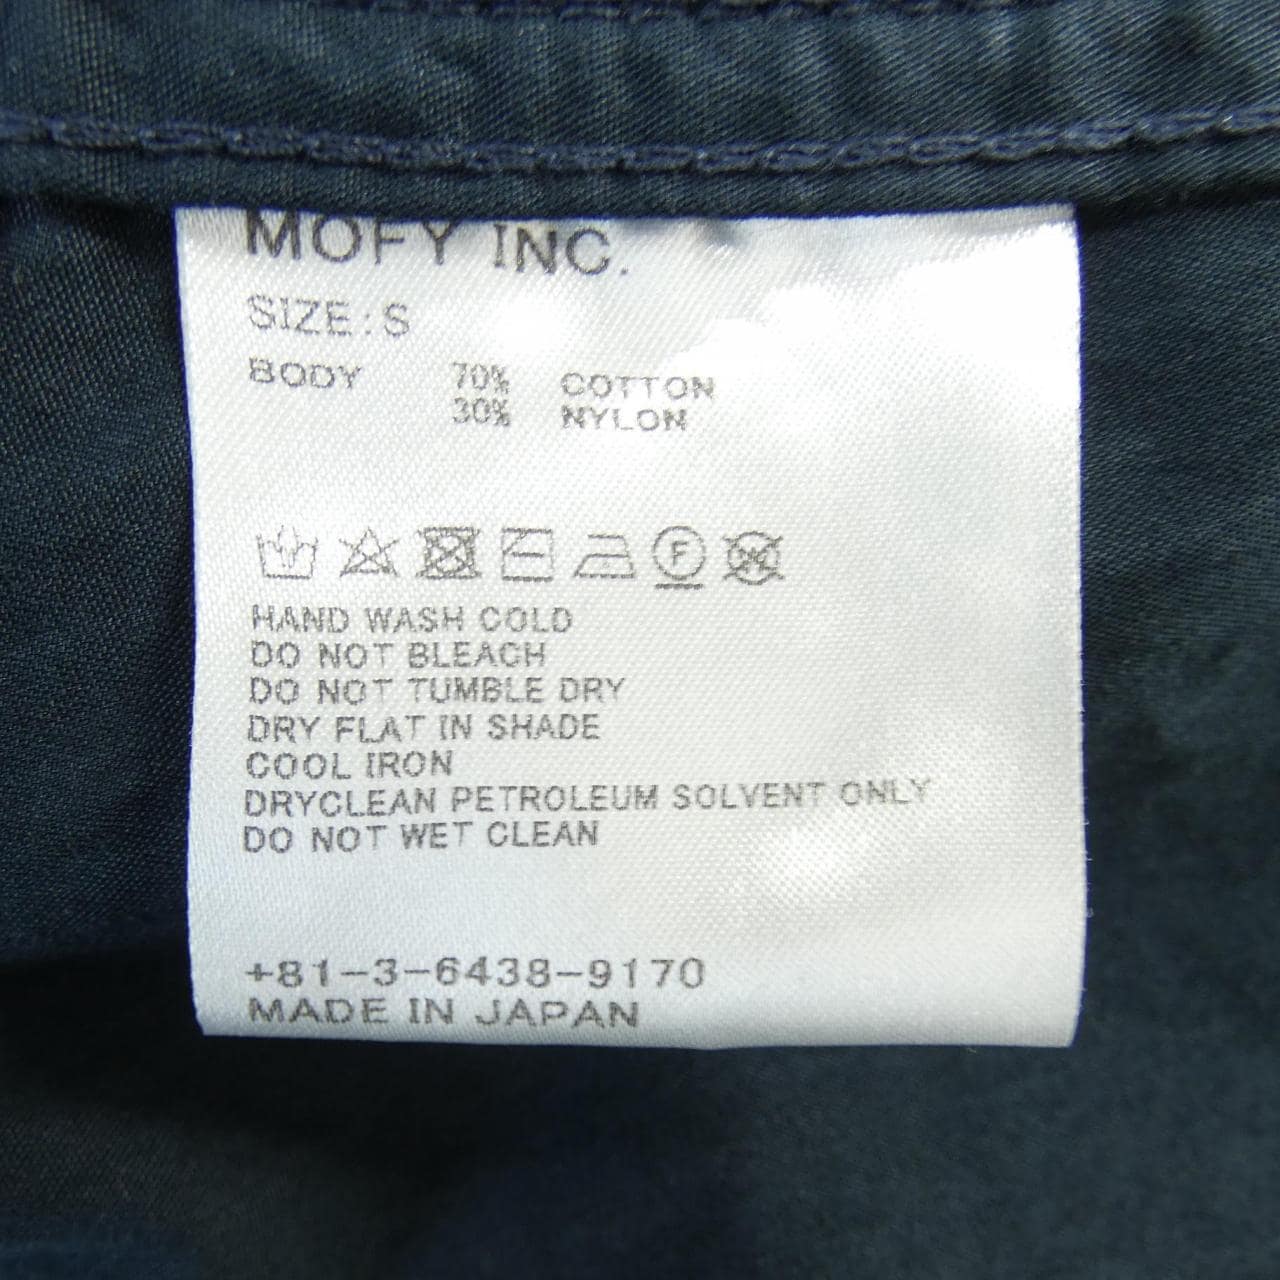 MOFY INC.
SIZE:S
BODY 70% COTTON
30% NYLON
F
HAND WASH COLD
DO NOT BLEACH
DO NOT TUMBLE DRY
DRY FLAT IN SHADE
COOL IRON
DRYCLEAN PETROLEUM SOLVENT ONLY
DO NOT WET CLEAN
+81-3-6438-9170
MADE IN JAPAN